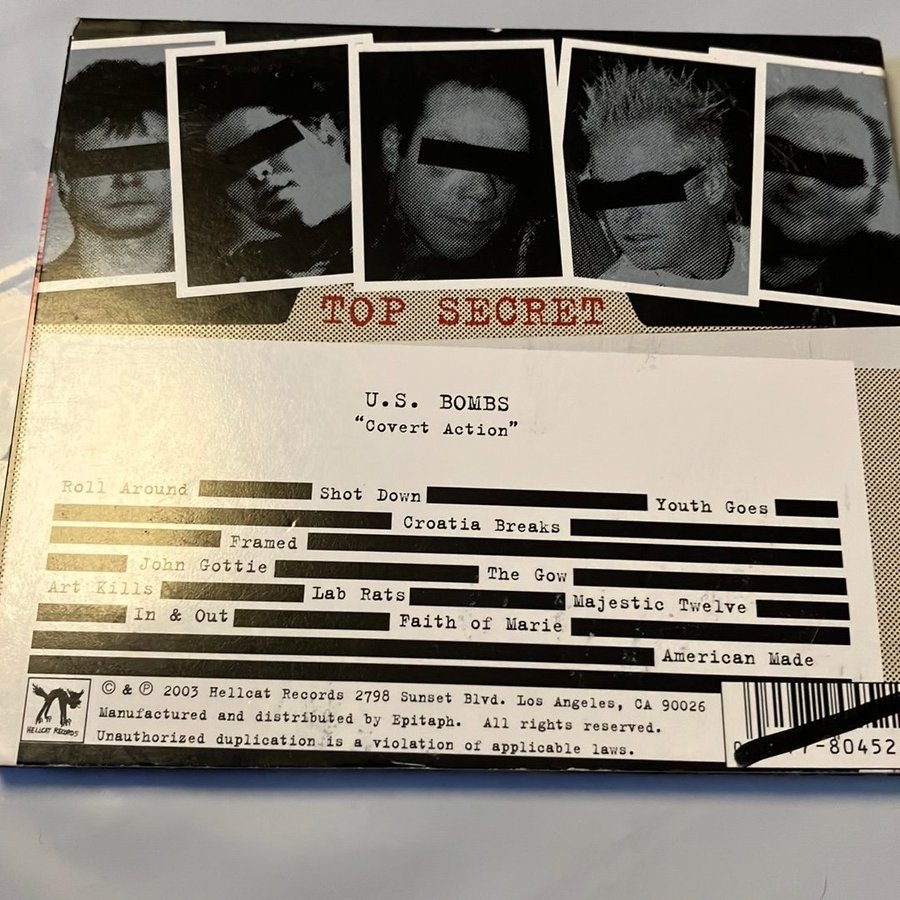 TOP SECRET
U.S. BOMBS
"Covert Action"
Roll Around Shot Down Youth Goes
Croatia Breaks
Framed
John Gottie The Gow
Art Kills Lab Rats Majestic Twelve
In & Out Faith of Marie
American Made
© & ℗ 2003 Hellcat Records 2798 Sunset Blvd. Los Angeles, CA 90026
Manufactured and distributed by Epitaph. All rights reserved.
Unauthorized duplication is a violation of applicable laws.
HELLCAT RECORDS
-80452